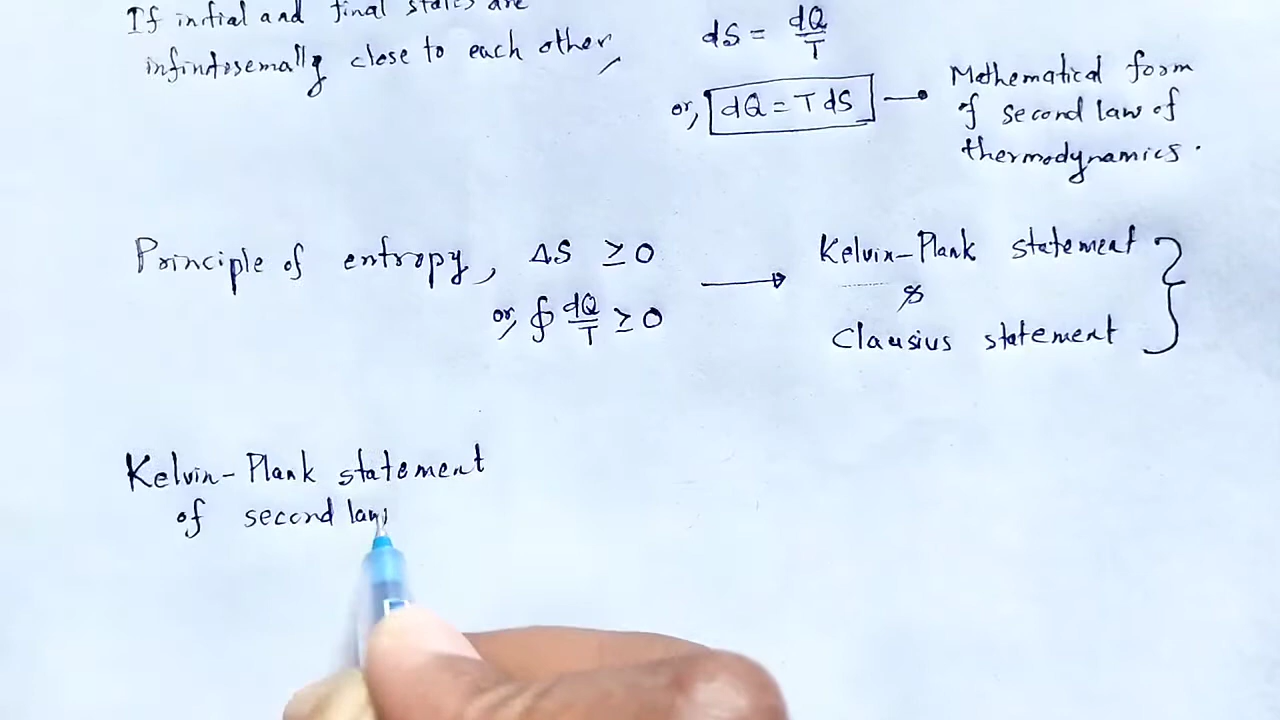 If initial and final states are
infinitosemally close to each other,
dS = dQ/T
or, dQ = T dS → Mathematical form
of second law of
thermodynamics.
Principle of entropy, ΔS ≥ 0
or, ∮ dQ/T ≥ 0
→ Kelvin-Plank statement
&
Clausius statement }
Kelvin-Plank statement
of second law